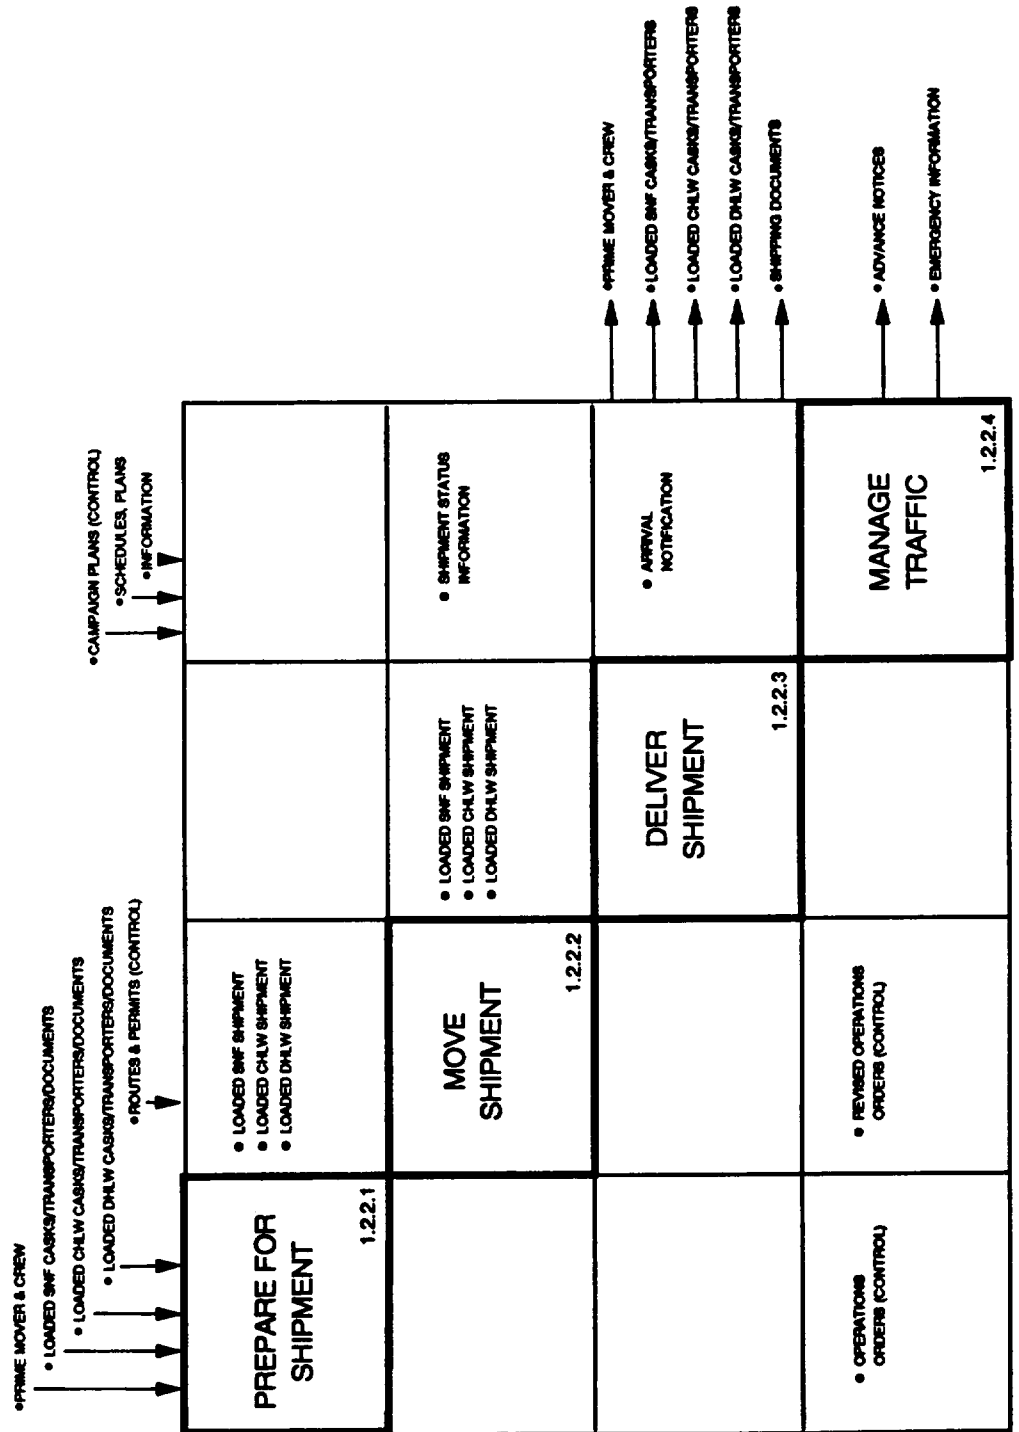 ●PRIME MOVER & CREW
● LOADED SNF CASKS/TRANSPORTERS/DOCUMENTS
● LOADED CHLW CASKS/TRANSPORTERS/DOCUMENTS
● LOADED DHLW CASKS/TRANSPORTERS/DOCUMENTS
●ROUTES & PERMITS (CONTROL)
●CAMPAIGN PLANS (CONTROL)
●SCHEDULES, PLANS
●INFORMATION
PREPARE FOR
SHIPMENT
1.2.2.1
● LOADED SNF SHIPMENT
● LOADED CHLW SHIPMENT
● LOADED DHLW SHIPMENT
MOVE
SHIPMENT
1.2.2.2
● LOADED SNF SHIPMENT
● LOADED CHLW SHIPMENT
● LOADED DHLW SHIPMENT
● SHIPMENT STATUS
INFORMATION
DELIVER
SHIPMENT
1.2.2.3
● ARRIVAL
NOTIFICATION
●PRIME MOVER & CREW
● LOADED SNF CASKS/TRANSPORTERS
● LOADED CHLW CASKS/TRANSPORTERS
● LOADED DHLW CASKS/TRANSPORTERS
● SHIPPING DOCUMENTS
● OPERATIONS
ORDERS (CONTROL)
● REVISED OPERATIONS
ORDERS (CONTROL)
MANAGE
TRAFFIC
1.2.2.4
● ADVANCE NOTICES
● EMERGENCY INFORMATION